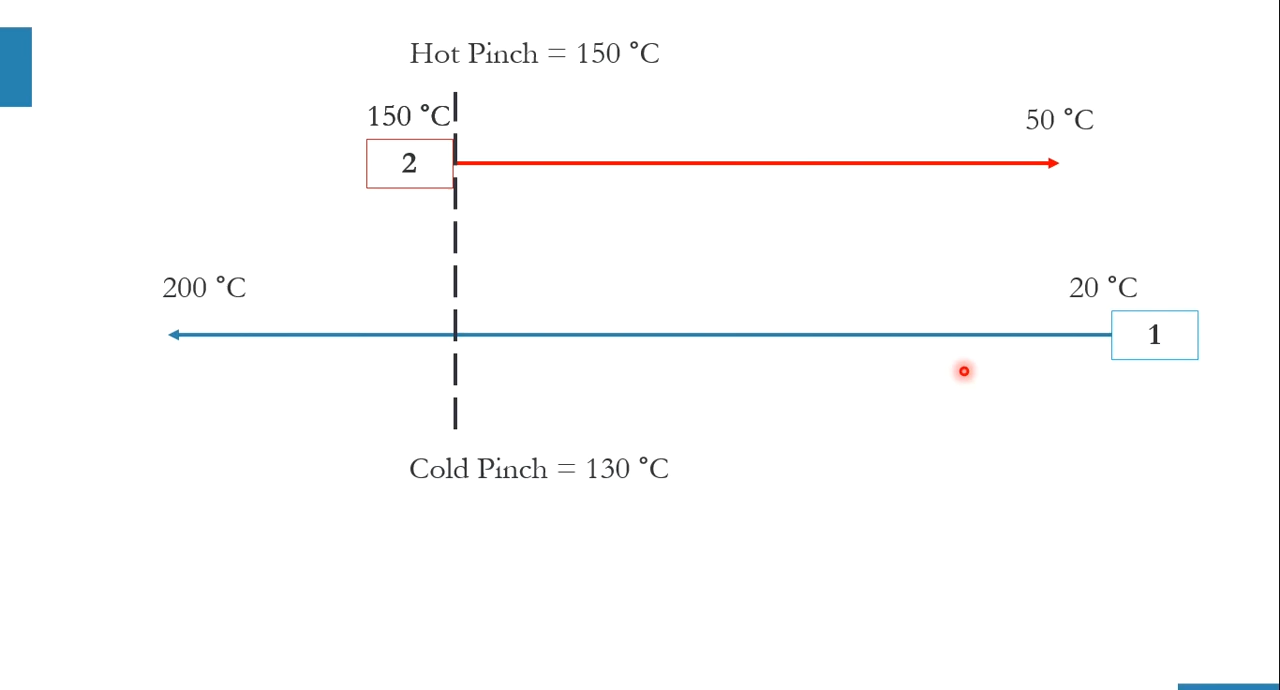 Hot Pinch = 150 °C
150 °C
50 °C
2
200 °C
20 °C
1
Cold Pinch = 130 °C